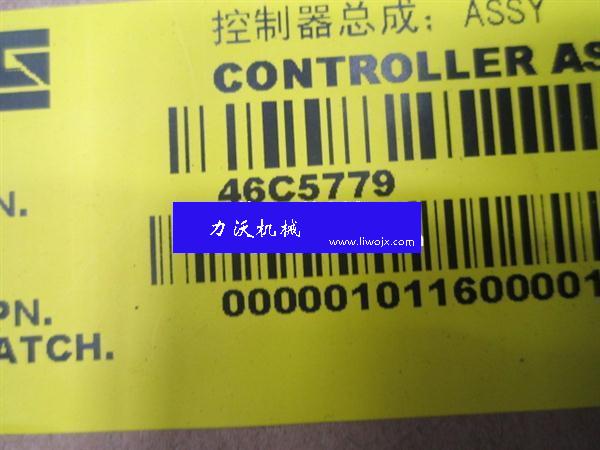 控制器总成；ASSY
CONTROLLER AS
46C5779
N.
力沃机械
www.liwojx.com
000001011600001
PN.
ATCH.